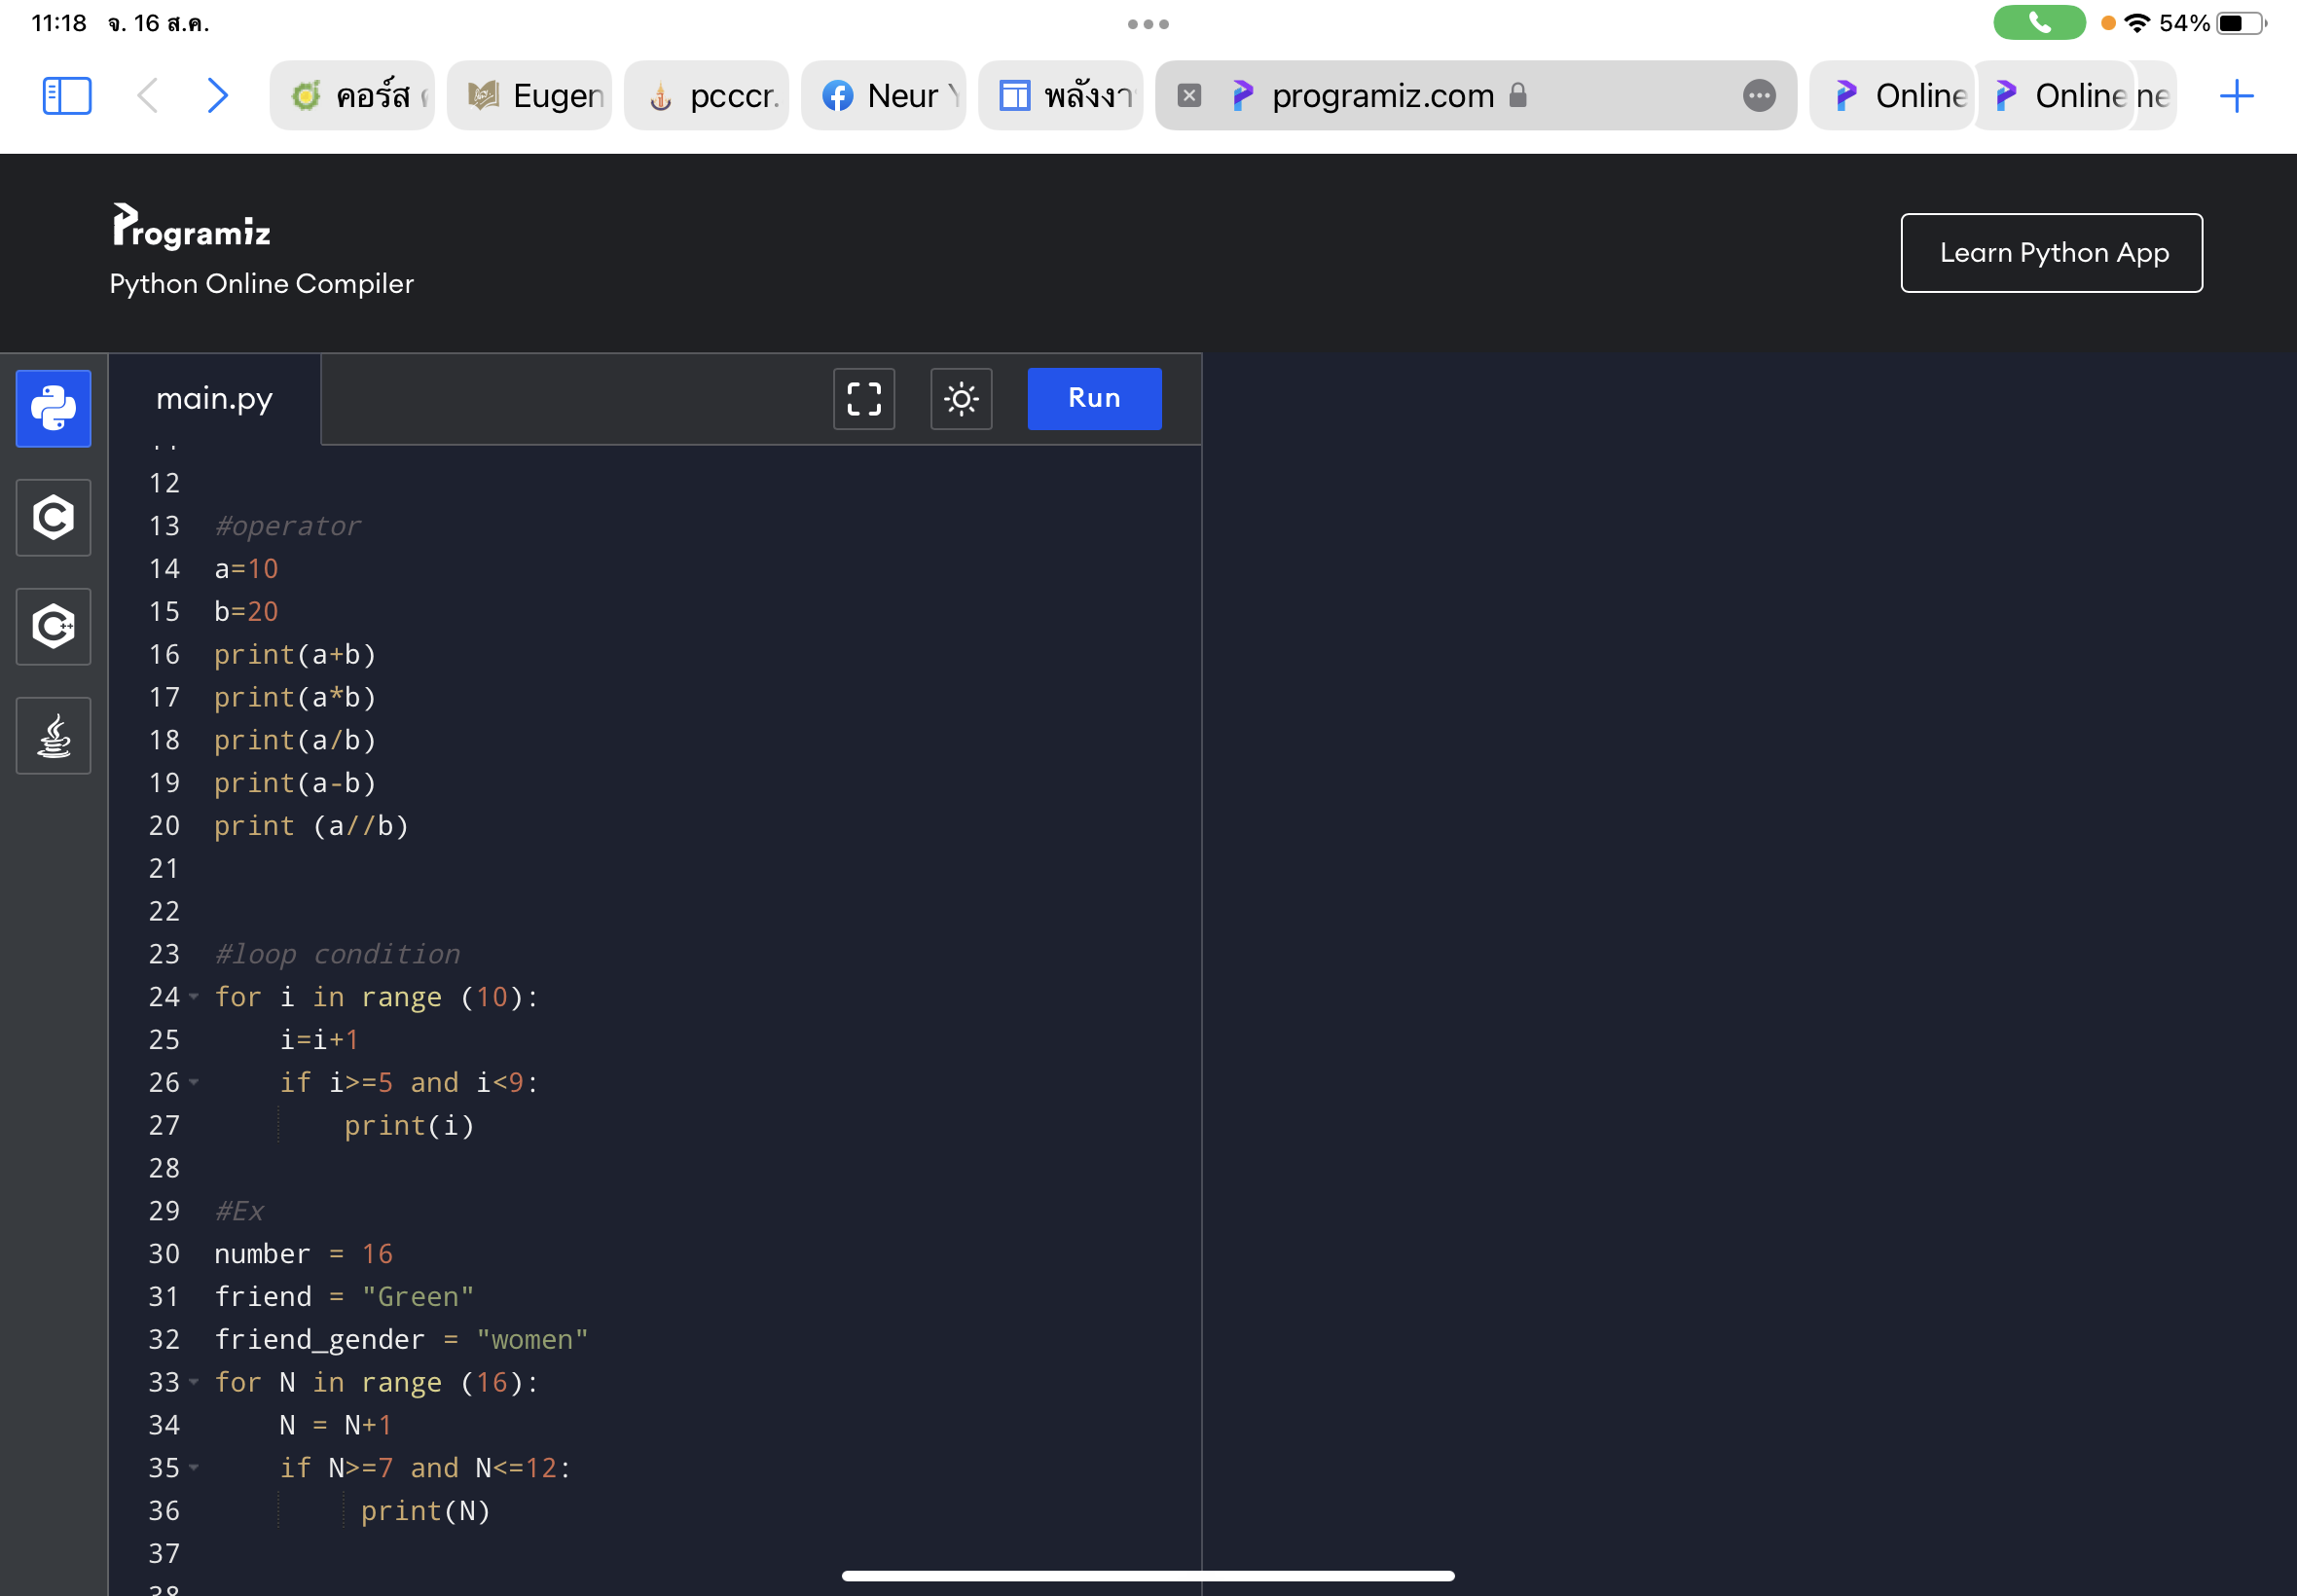 11:18 จ. 16 ส.ค. 54%
คอร์ส Eugen pcccr. Neur พลังงา programiz.com Online Online ne
Programiz
Python Online Compiler
Learn Python App
main.py
Run
12
13 #operator
14 a=10
15 b=20
16 print(a+b)
17 print(a*b)
18 print(a/b)
19 print(a-b)
20 print (a//b)
21
22
23 #loop condition
24 for i in range (10):
25     i=i+1
26     if i>=5 and i<9:
27         print(i)
28
29 #Ex
30 number = 16
31 friend = "Green"
32 friend_gender = "women"
33 for N in range (16):
34     N = N+1
35     if N>=7 and N<=12:
36          print(N)
37